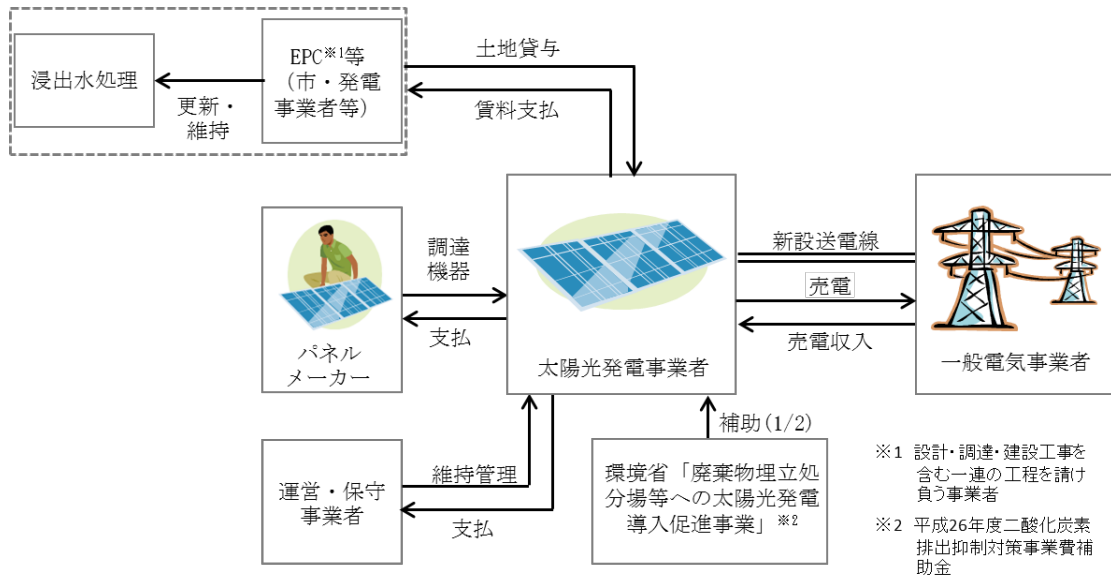 浸出水処理
更新・
維持
EPC※1等
（市・発電
事業者等）
土地貸与
賃料支払
パネル
メーカー
調達
機器
支払
太陽光発電事業者
新設送電線
売電
売電収入
一般電気事業者
運営・保守
事業者
維持管理
支払
補助(1/2)
環境省「廃棄物埋立処
分場等への太陽光発電
導入促進事業」※2
※1 設計・調達・建設工事を
含む一連の工程を請け
負う事業者
※2 平成26年度二酸化炭素
排出抑制対策事業費補
助金